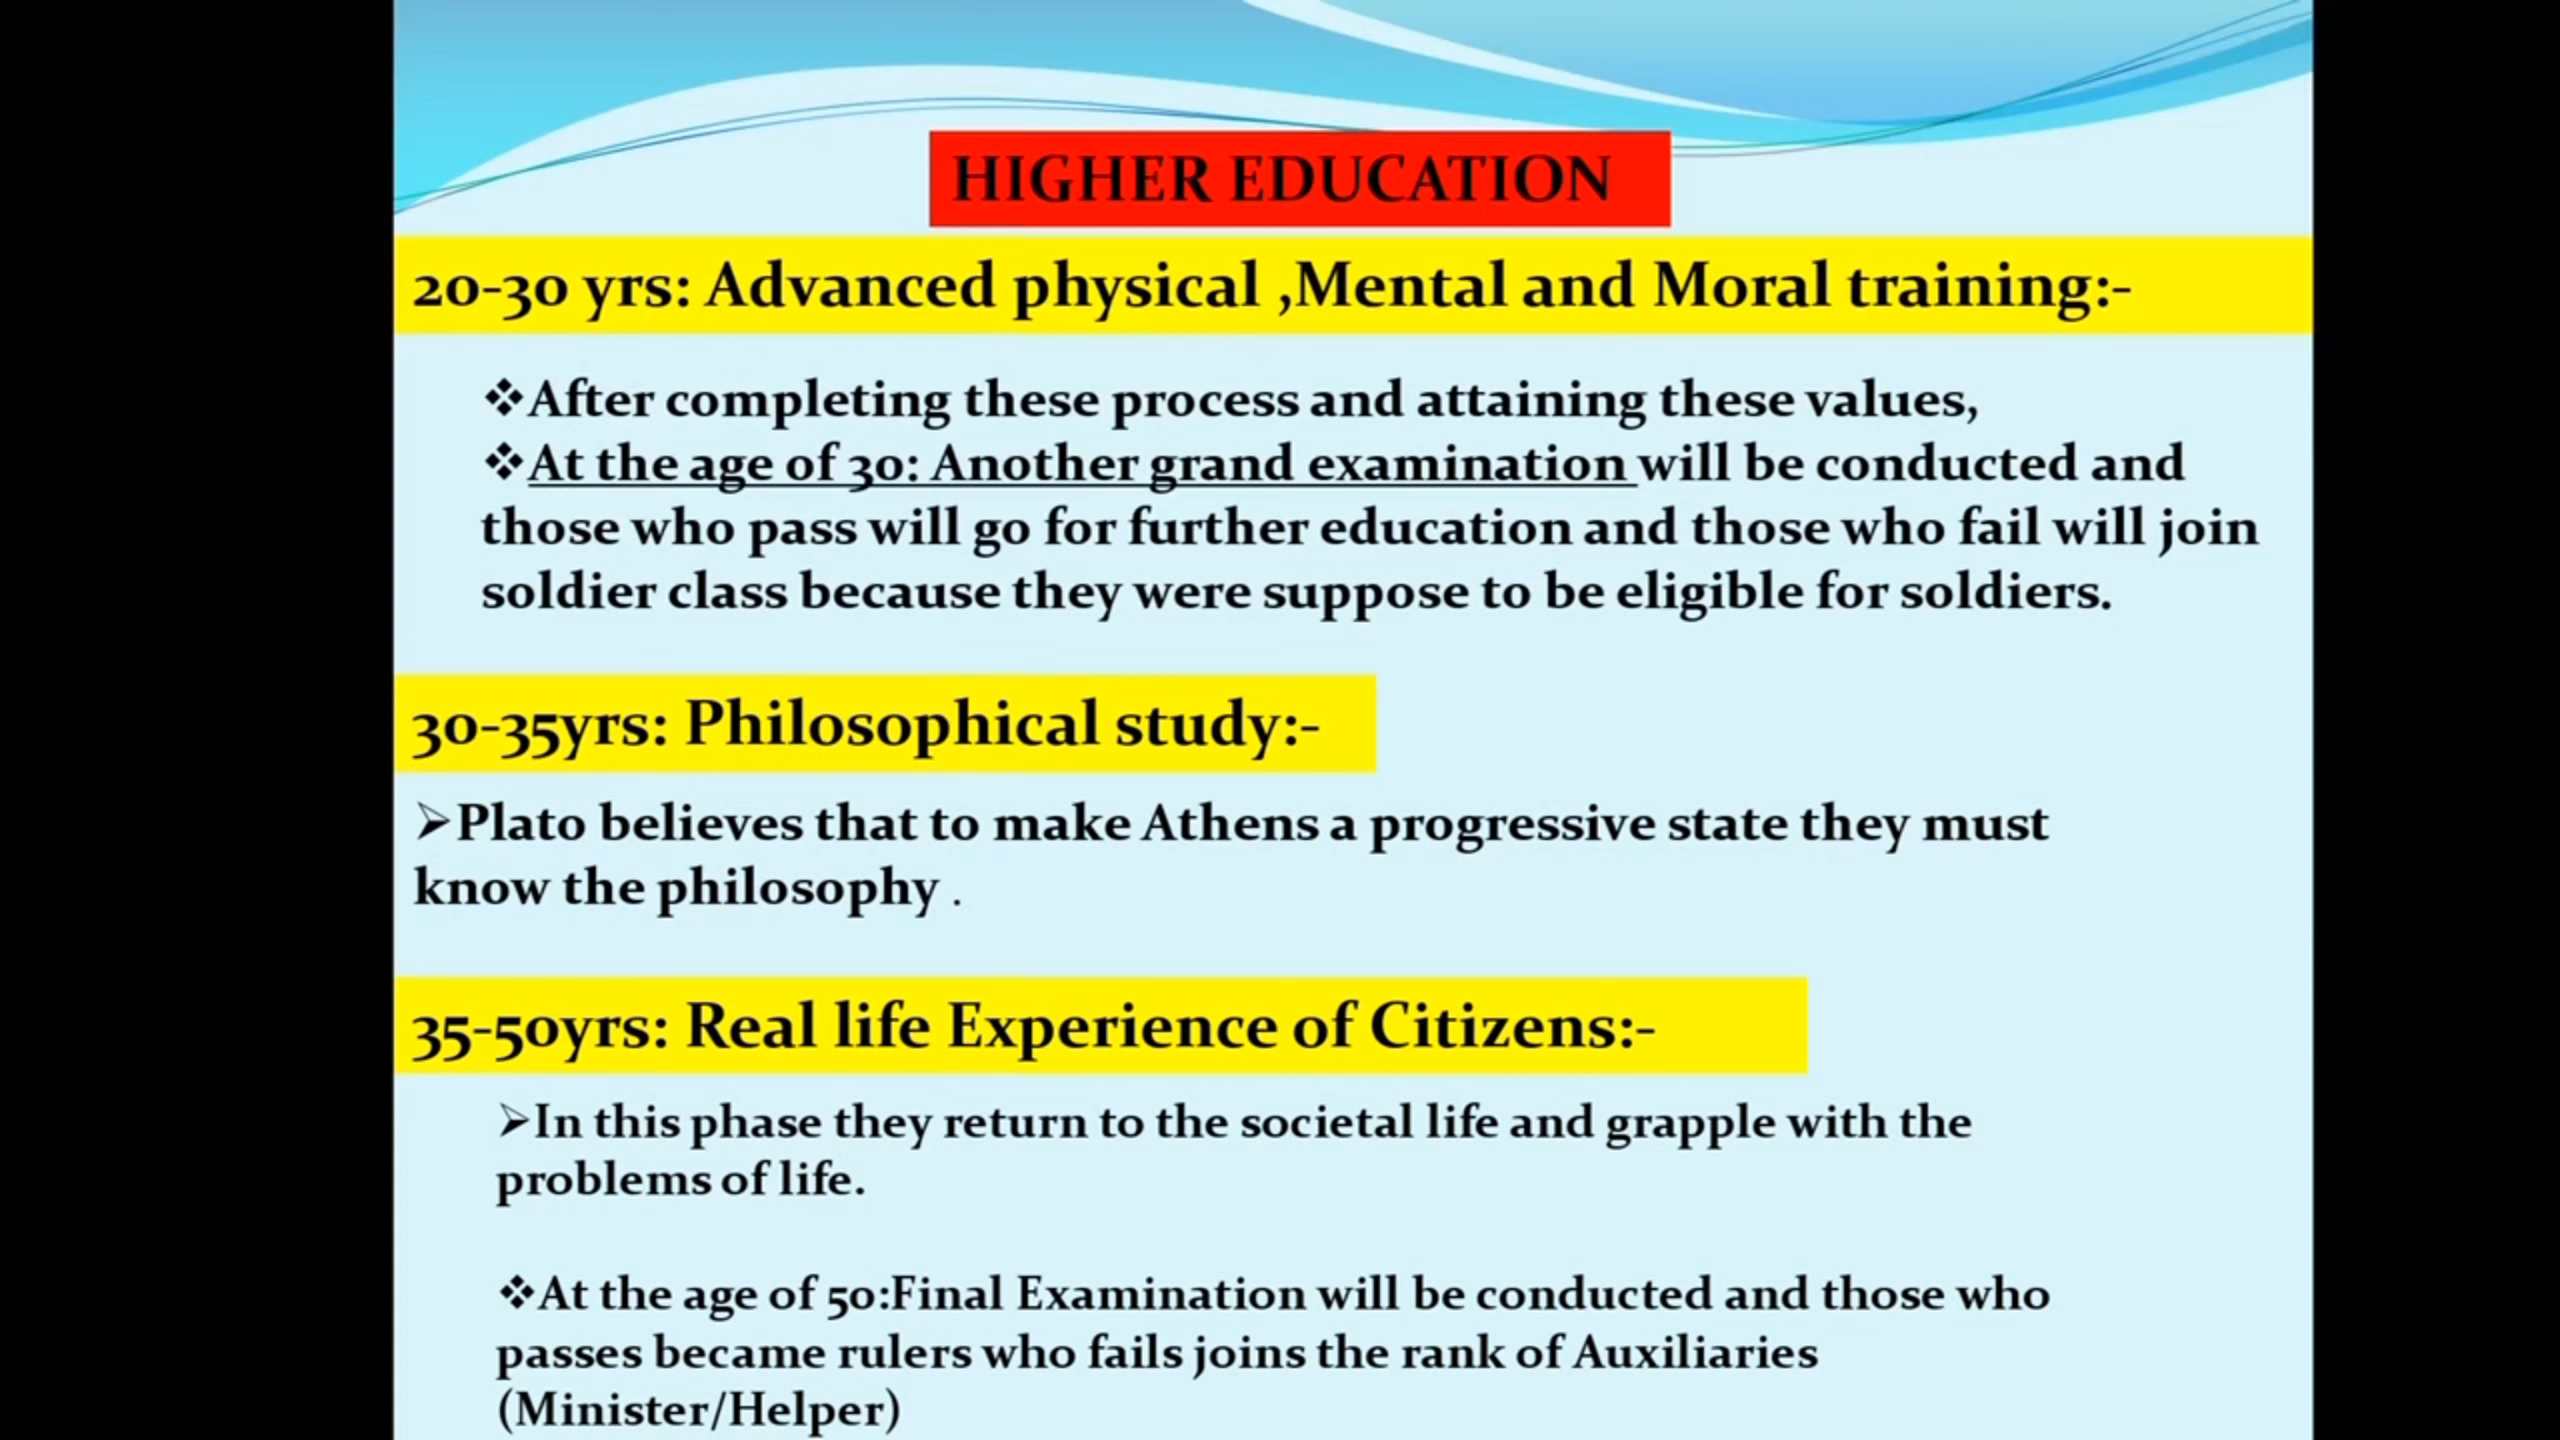 HIGHER EDUCATION
20-30 yrs: Advanced physical ,Mental and Moral training:-
❖After completing these process and attaining these values,
❖At the age of 30: Another grand examination will be conducted and
those who pass will go for further education and those who fail will join
soldier class because they were suppose to be eligible for soldiers.
30-35yrs: Philosophical study:-
➢Plato believes that to make Athens a progressive state they must
know the philosophy .
35-50yrs: Real life Experience of Citizens:-
➢In this phase they return to the societal life and grapple with the
problems of life.
❖At the age of 50:Final Examination will be conducted and those who
passes became rulers who fails joins the rank of Auxiliaries
(Minister/Helper)